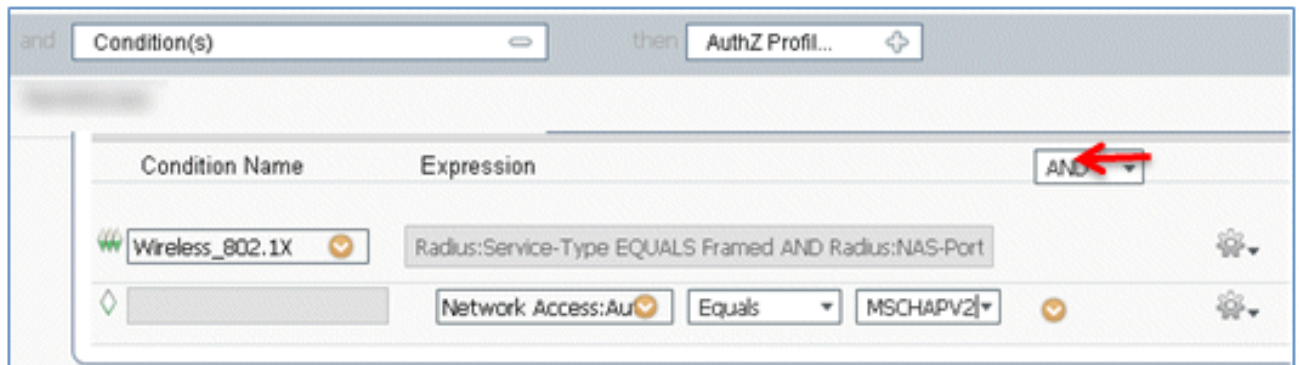 and Condition(s) then AuthZ Profil...
Condition Name Expression AND
Wireless_802.1X Radius:Service-Type EQUALS Framed AND Radius:NAS-Port
Network Access:Au Equals MSCHAPV2